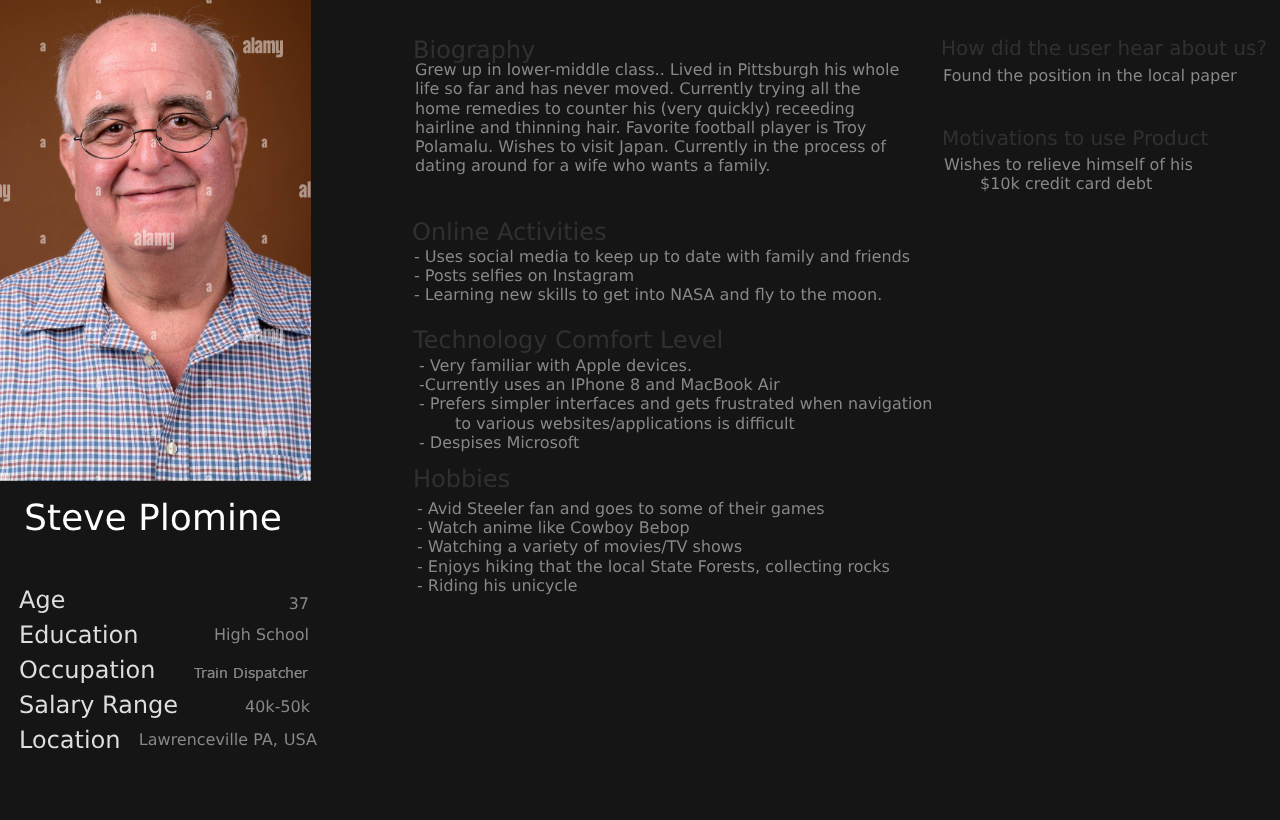 alamy
Steve Plomine
Age 37
Education High School
Occupation Train Dispatcher
Salary Range 40k-50k
Location Lawrenceville PA, USA
Biography
Grew up in lower-middle class.. Lived in Pittsburgh his whole
life so far and has never moved. Currently trying all the
home remedies to counter his (very quickly) receeding
hairline and thinning hair. Favorite football player is Troy
Polamalu. Wishes to visit Japan. Currently in the process of
dating around for a wife who wants a family.
Online Activities
- Uses social media to keep up to date with family and friends
- Posts selfies on Instagram
- Learning new skills to get into NASA and fly to the moon.
Technology Comfort Level
- Very familiar with Apple devices.
-Currently uses an IPhone 8 and MacBook Air
- Prefers simpler interfaces and gets frustrated when navigation
to various websites/applications is difficult
- Despises Microsoft
Hobbies
- Avid Steeler fan and goes to some of their games
- Watch anime like Cowboy Bebop
- Watching a variety of movies/TV shows
- Enjoys hiking that the local State Forests, collecting rocks
- Riding his unicycle
How did the user hear about us?
Found the position in the local paper
Motivations to use Product
Wishes to relieve himself of his
$10k credit card debt